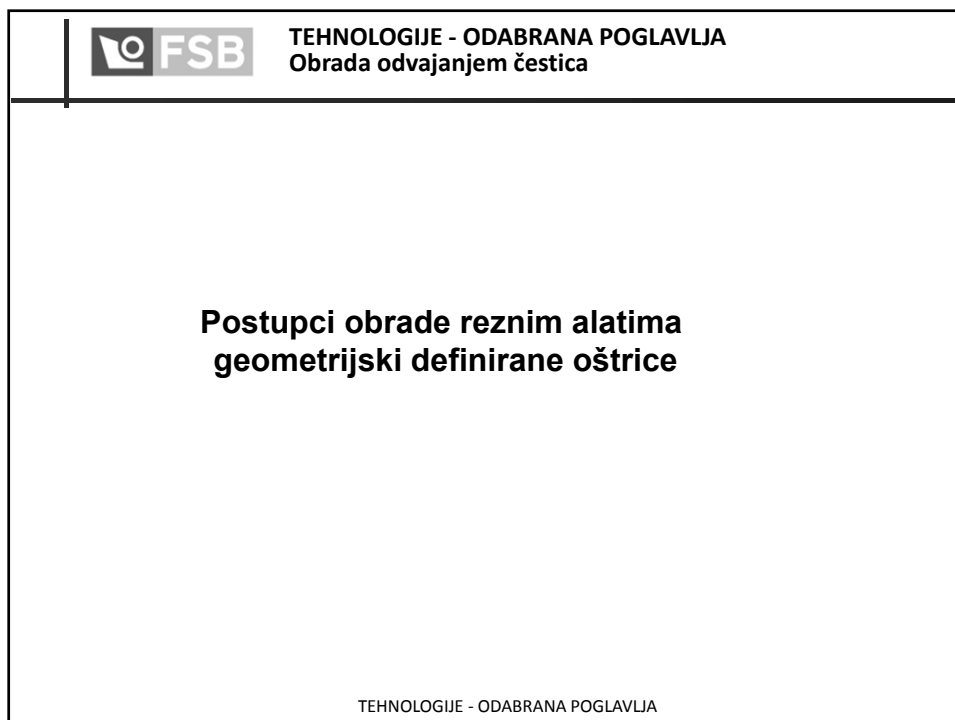 FSB
TEHNOLOGIJE - ODABRANA POGLAVLJA
Obrada odvajanjem čestica
Postupci obrade reznim alatima
geometrijski definirane oštrice
TEHNOLOGIJE - ODABRANA POGLAVLJA